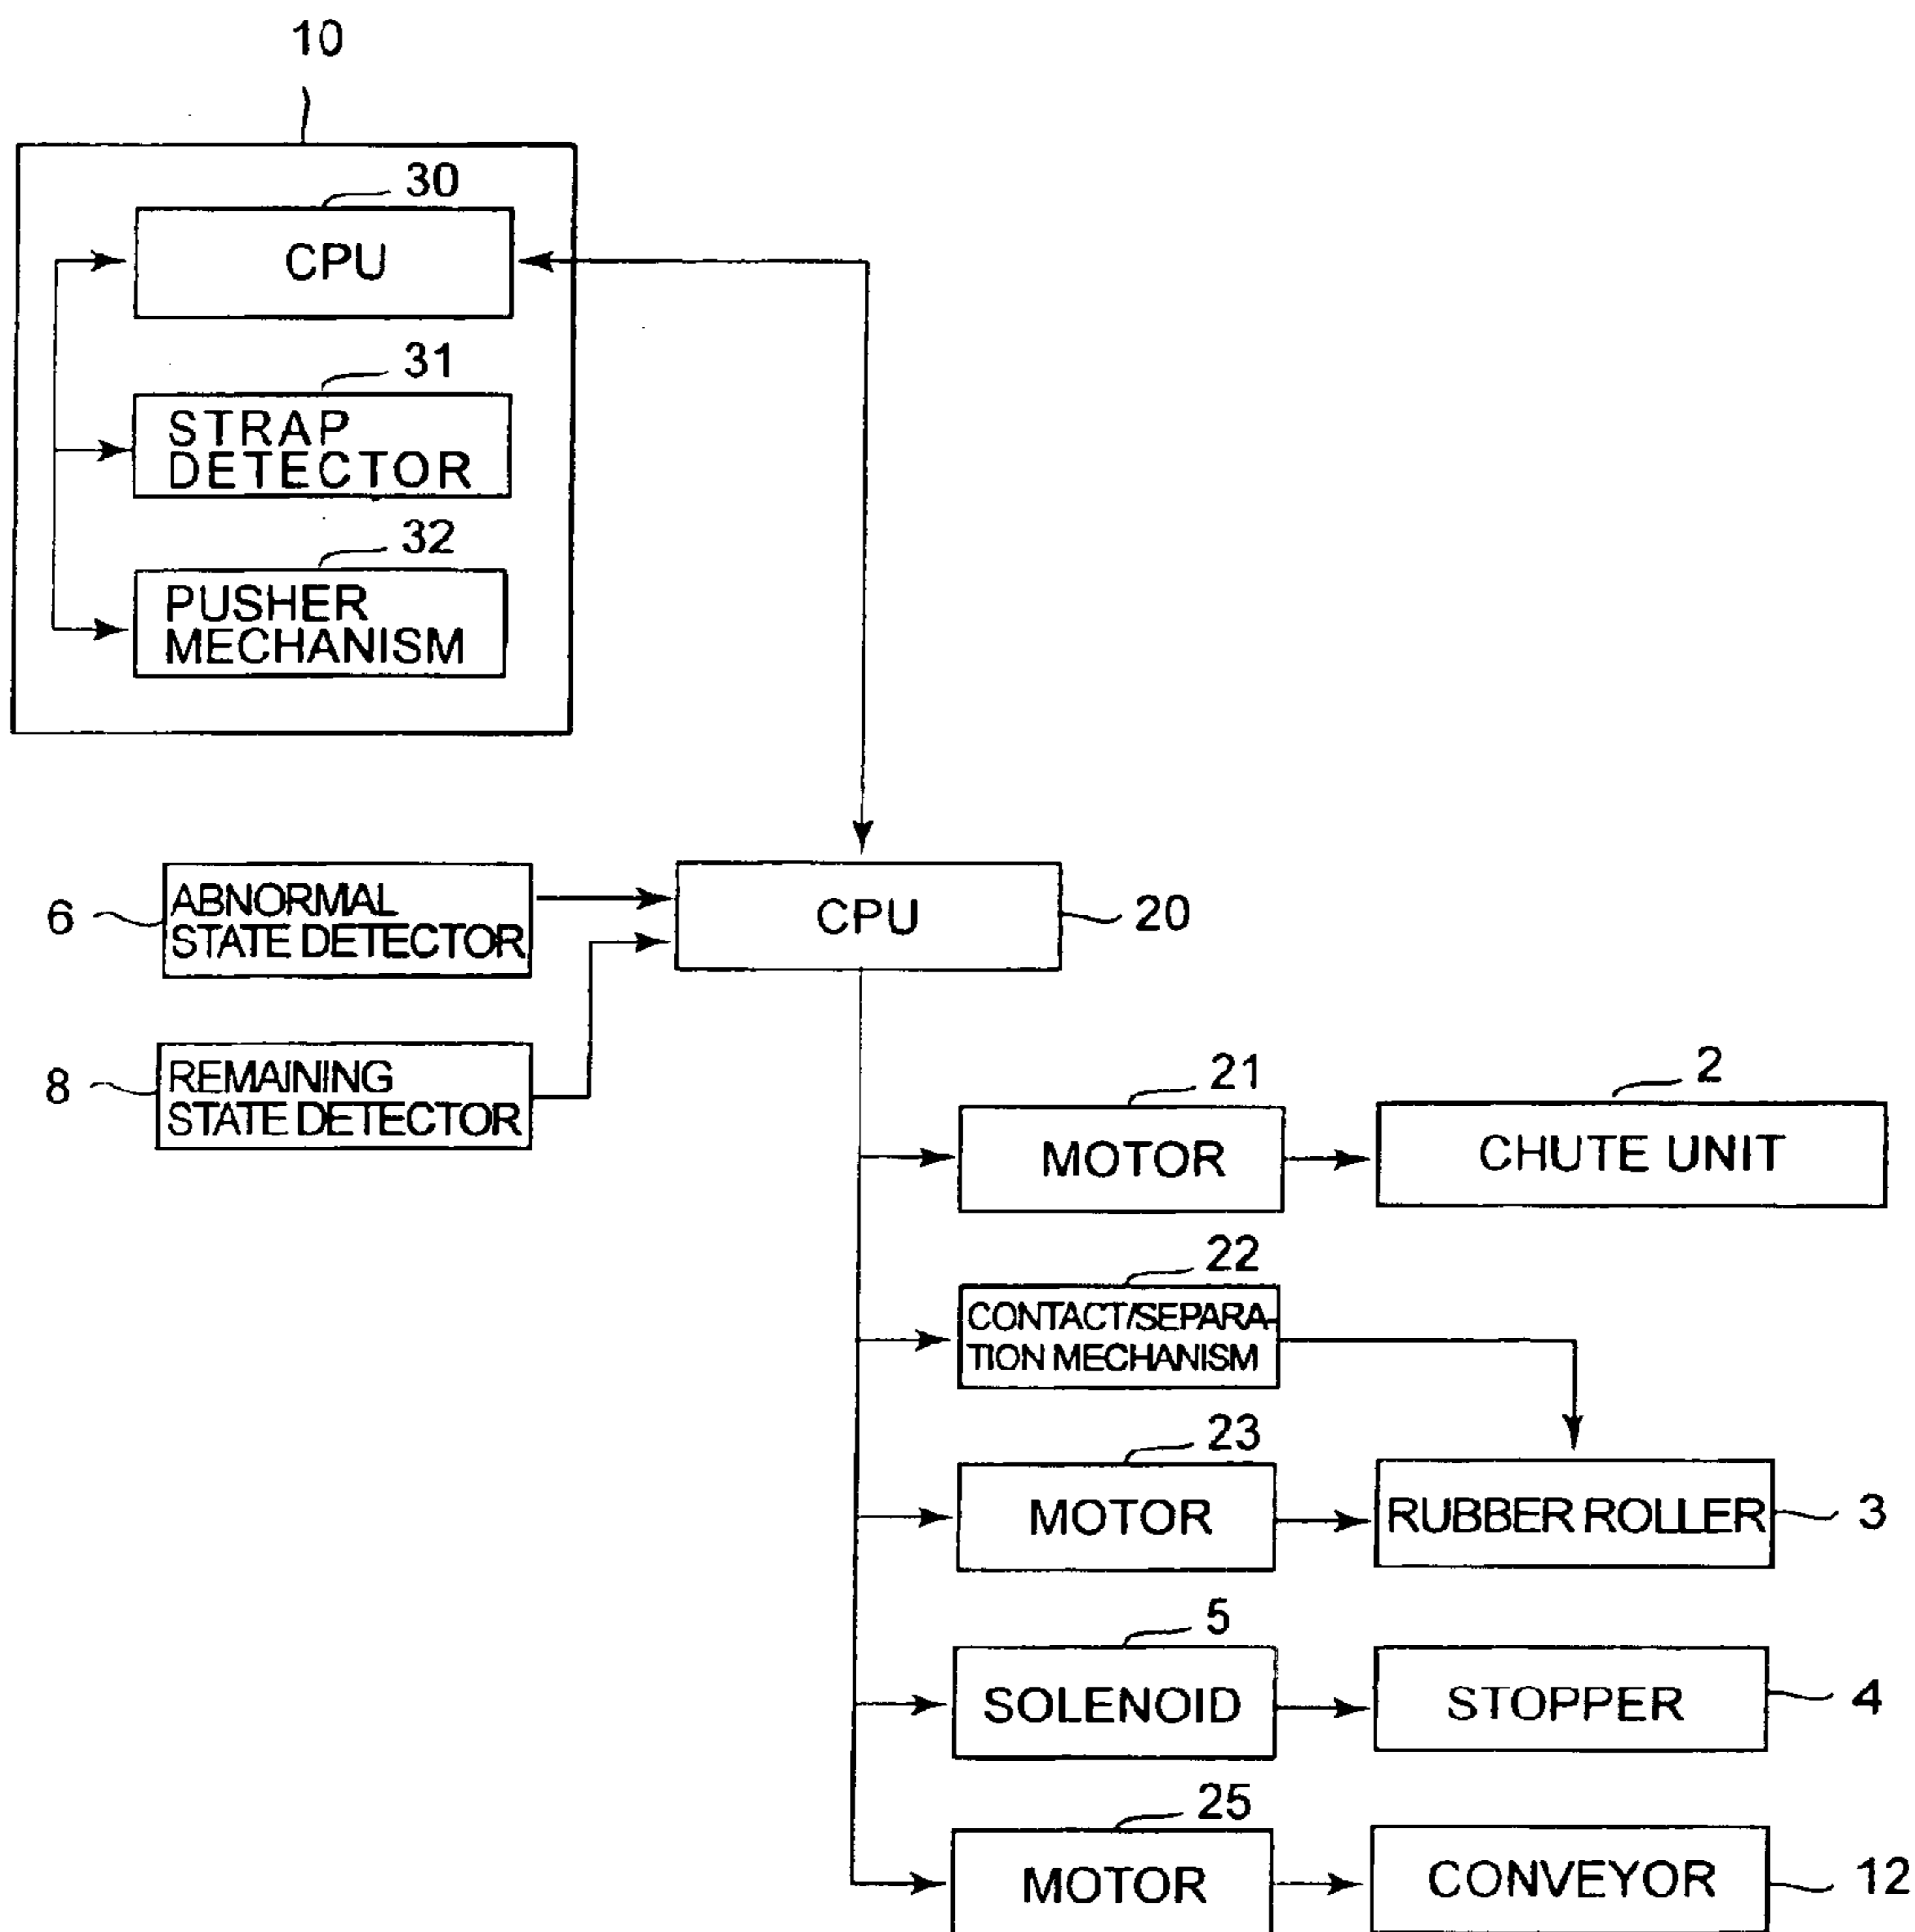 10
30
CPU
31
STRAP
DETECTOR
32
PUSHER
MECHANISM
6
ABNORMAL
STATE DETECTOR
CPU
20
8
REMAINING
STATE DETECTOR
21
MOTOR
2
CHUTE UNIT
22
CONTACT/SEPARA-
TION MECHANISM
23
MOTOR
RUBBER ROLLER
3
5
SOLENOID
STOPPER
4
25
MOTOR
CONVEYOR
12